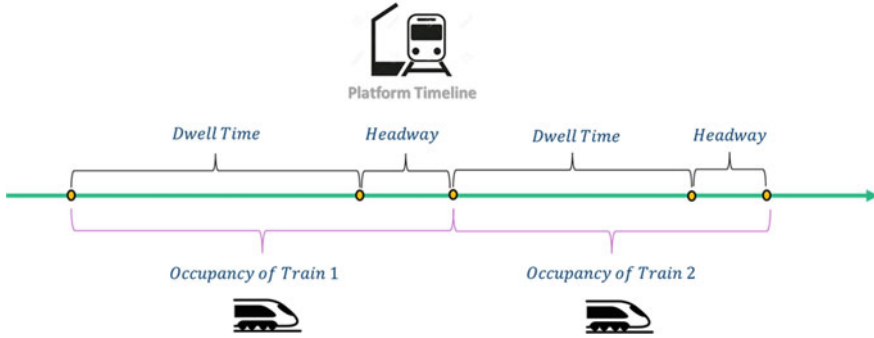 Platform Timeline
Dwell Time
Headway
Dwell Time
Headway
Occupancy of Train 1
Occupancy of Train 2